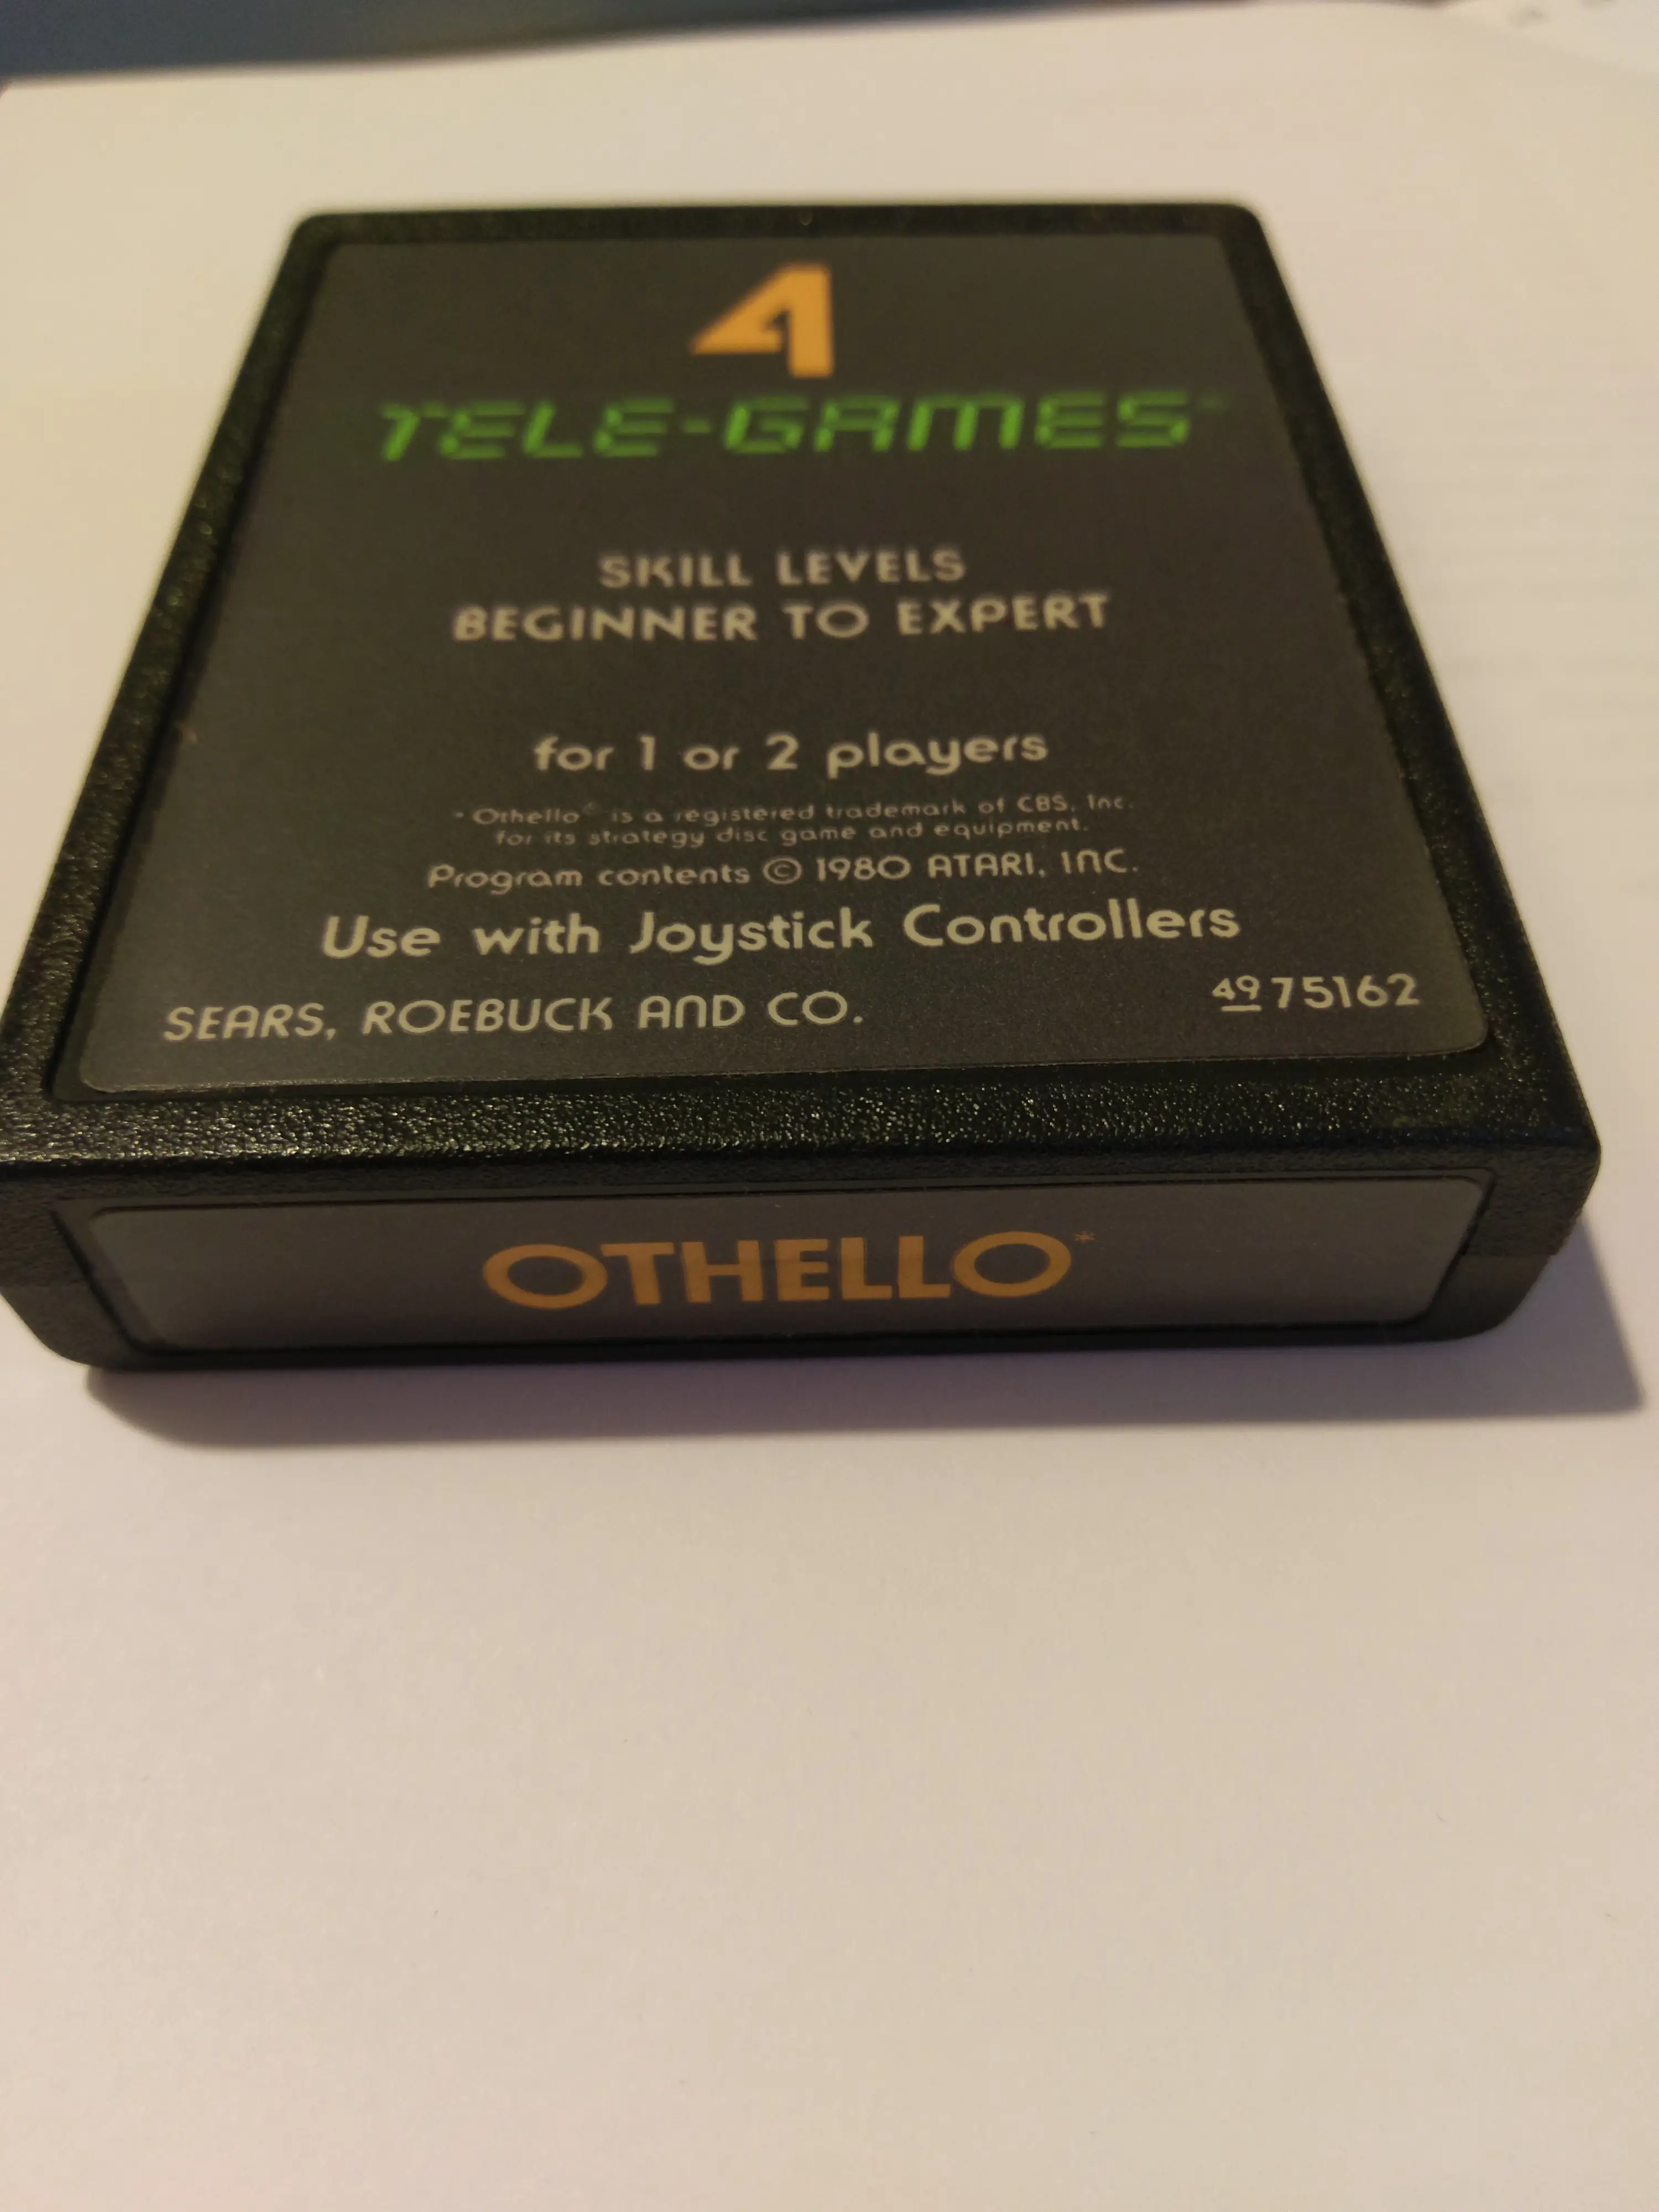 4
TELE-GAMES™
SKILL LEVELS
BEGINNER TO EXPERT
for 1 or 2 players
*Othello® is a registered trademark of CBS, Inc.
for its strategy disc game and equipment.
Program contents © 1980 ATARI, INC.
Use with Joystick Controllers
SEARS, ROEBUCK AND CO. 49 75162
OTHELLO*